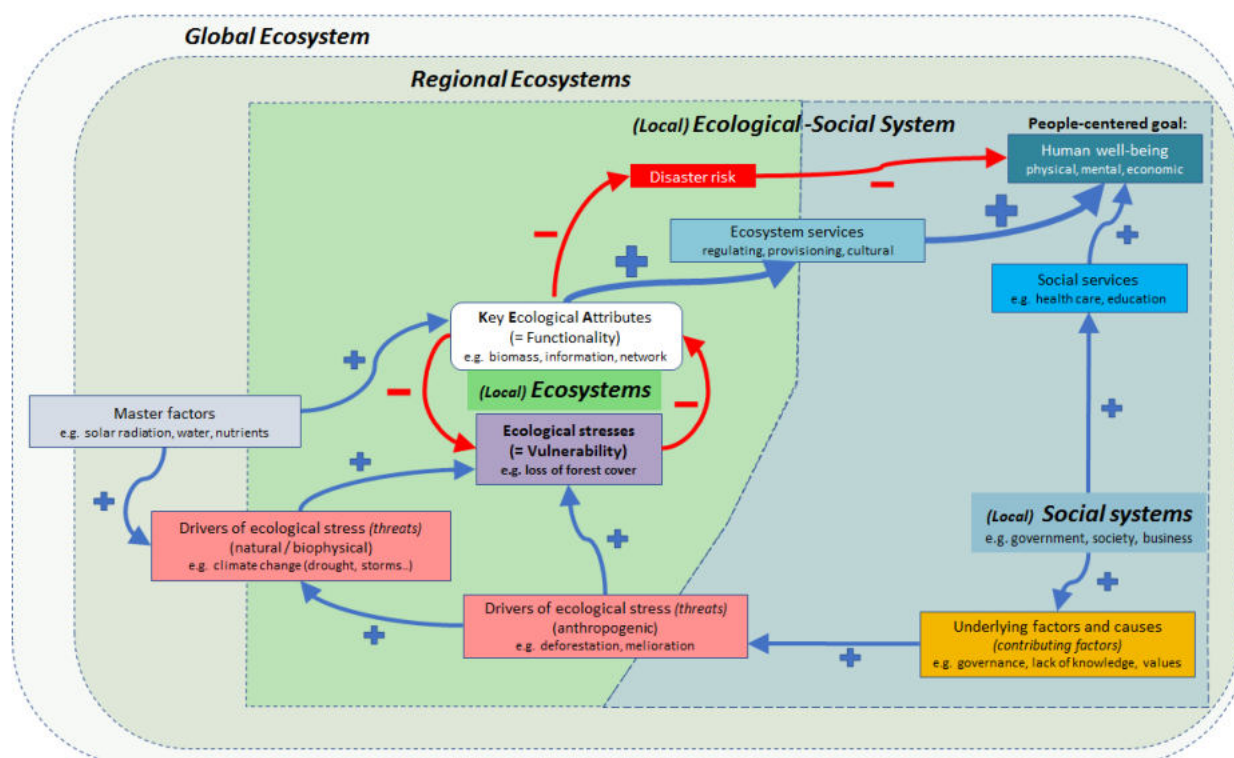 Global Ecosystem
Regional Ecosystems
(Local) Ecological -Social System
People-centered goal:
Human well-being
physical, mental, economic
Disaster risk
Ecosystem services
regulating, provisioning, cultural
Social services
e.g. health care, education
Key Ecological Attributes
(= Functionality)
e.g. biomass, information, network
(Local) Ecosystems
Master factors
e.g. solar radiation, water, nutrients
Ecological stresses
(= Vulnerability)
e.g. loss of forest cover
(Local) Social systems
e.g. government, society, business
Drivers of ecological stress (threats)
(natural / biophysical)
e.g. climate change (drought, storms..)
Drivers of ecological stress (threats)
(anthropogenic)
e.g. deforestation, melioration
Underlying factors and causes
(contributing factors)
e.g. governance, lack of knowledge, values